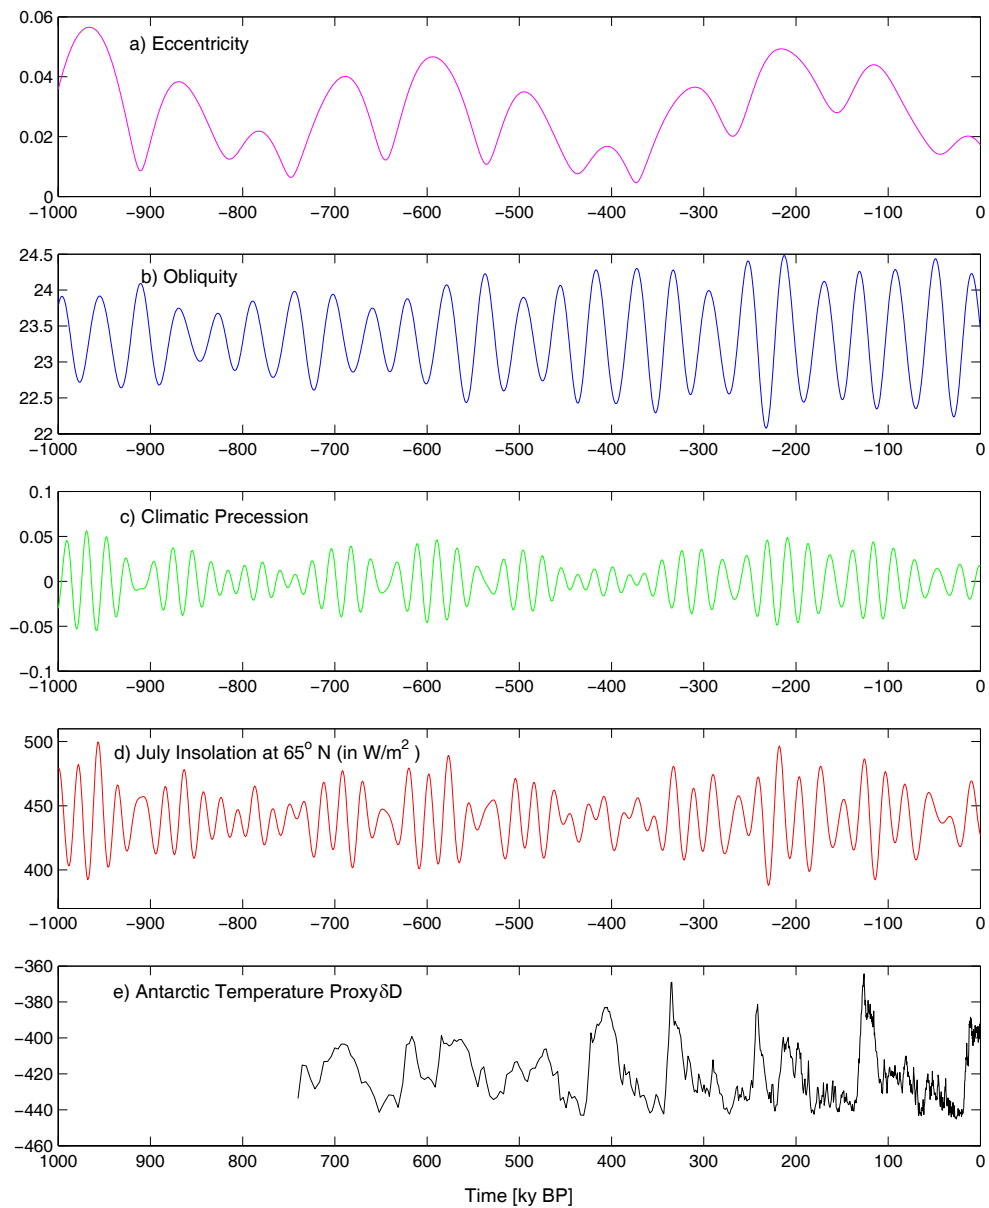 0.06
a) Eccentricity
0.04
0.02
0
−1000 −900 −800 −700 −600 −500 −400 −300 −200 −100 0
24.5
b) Obliquity
24
23.5
23
22.5
22
−1000 −900 −800 −700 −600 −500 −400 −300 −200 −100 0
0.1
c) Climatic Precession
0.05
0
−0.05
−0.1
−1000 −900 −800 −700 −600 −500 −400 −300 −200 −100 0
500
d) July Insolation at 65° N (in W/m² )
450
400
−1000 −900 −800 −700 −600 −500 −400 −300 −200 −100 0
−360
e) Antarctic Temperature ProxyδD
−380
−400
−420
−440
−460
−1000 −900 −800 −700 −600 −500 −400 −300 −200 −100 0
Time [ky BP]